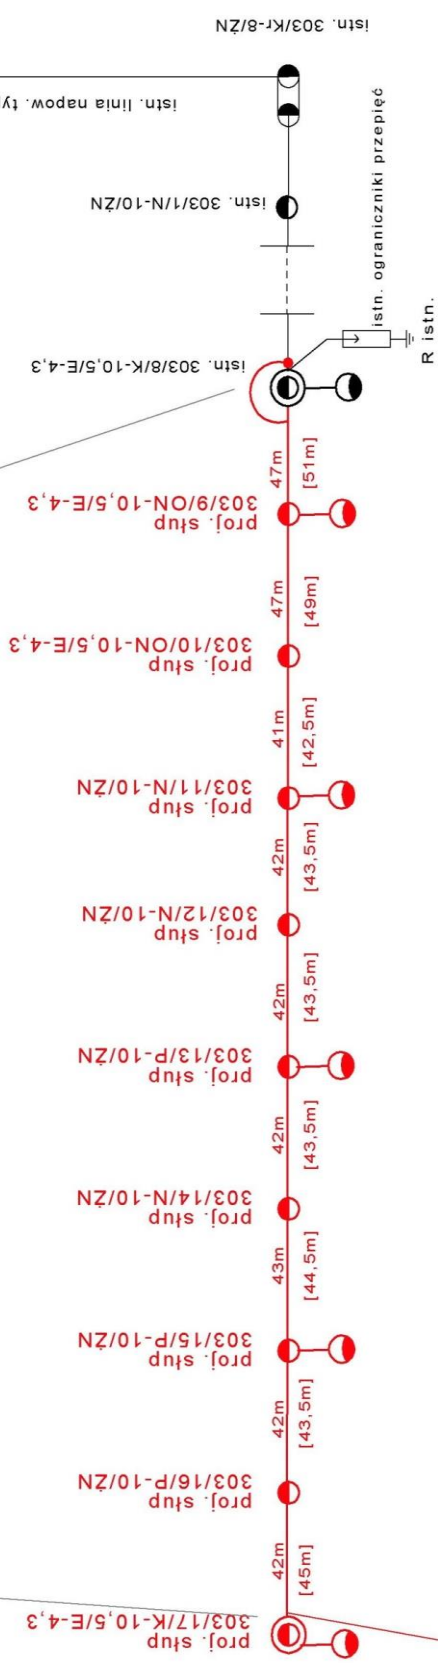 istn. 303/Kr-8/ŻN
istn. linia napow. ty
istn. 303/1/N-10/ŻN
istn. ograniczniki przepięć
R istn.
istn. 303/8/K-10,5/E-4,3
47m
[51m]
proj. słup
303/9/ON-10,5/E-4,3
47m
[49m]
proj. słup
303/10/ON-10,5/E-4,3
41m
[42,5m]
proj. słup
303/11/N-10/ŻN
42m
[43,5m]
proj. słup
303/12/N-10/ŻN
42m
[43,5m]
proj. słup
303/13/P-10/ŻN
42m
[43,5m]
proj. słup
303/14/N-10/ŻN
43m
[44,5m]
proj. słup
303/15/P-10/ŻN
42m
[43,5m]
proj. słup
303/16/P-10/ŻN
42m
[45m]
proj. słup
303/17/K-10,5/E-4,3